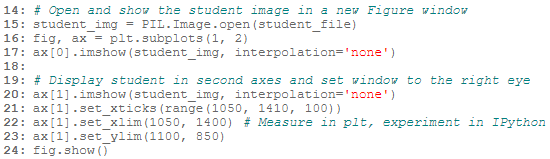 14: # Open and show the student image in a new Figure window
15: student_img = PIL.Image.open(student_file)
16: fig, ax = plt.subplots(1, 2)
17: ax[0].imshow(student_img, interpolation='none')
18:
19: # Display student in second axes and set window to the right eye
20: ax[1].imshow(student_img, interpolation='none')
21: ax[1].set_xticks(range(1050, 1410, 100))
22: ax[1].set_xlim(1050, 1400) # Measure in plt, experiment in IPython
23: ax[1].set_ylim(1100, 850)
24: fig.show()